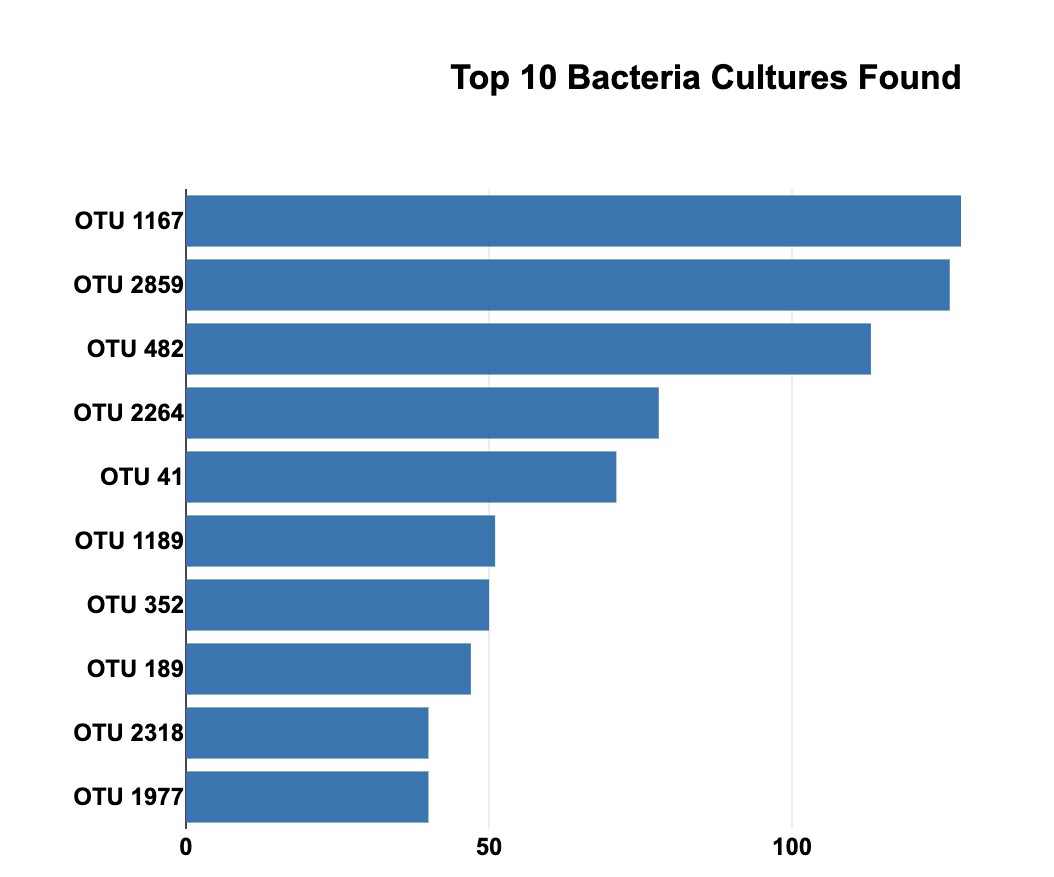 Top 10 Bacteria Cultures Found
OTU 1167
OTU 2859
OTU 482
OTU 2264
OTU 41
OTU 1189
OTU 352
OTU 189
OTU 2318
OTU 1977
0 50 100